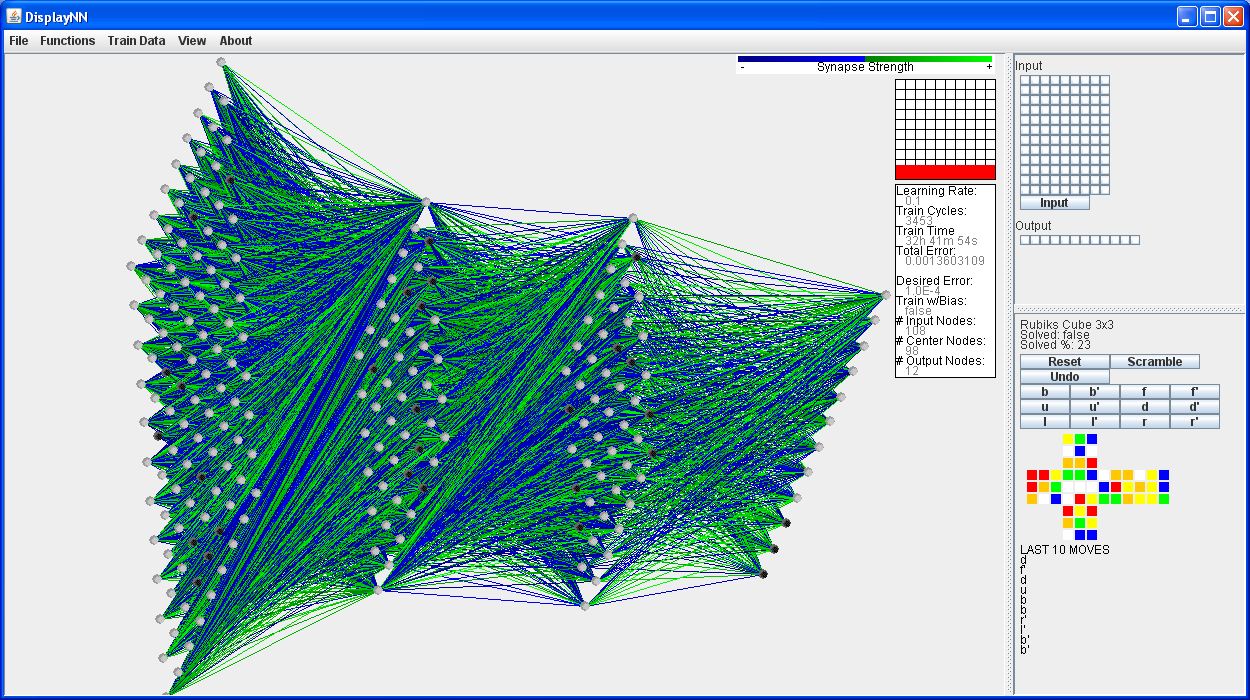 DisplayNN
File Functions Train Data View About
- Synapse Strength +
Learning Rate:
0.1
Train Cycles:
3453
Train Time
32h 41m 54s
Total Error:
0.0013603109
Desired Error:
1.0E-4
Train w/Bias:
false
# Input Nodes:
108
# Center Nodes:
98
# Output Nodes:
12
Input
Input
Output
Rubiks Cube 3x3
Solved: false
Solved %: 23
Reset Scramble
Undo
b b' f f'
u u' d d'
l l' r r'
LAST 10 MOVES
d
f'
d
u
b
b
r'
l'
b'
b'